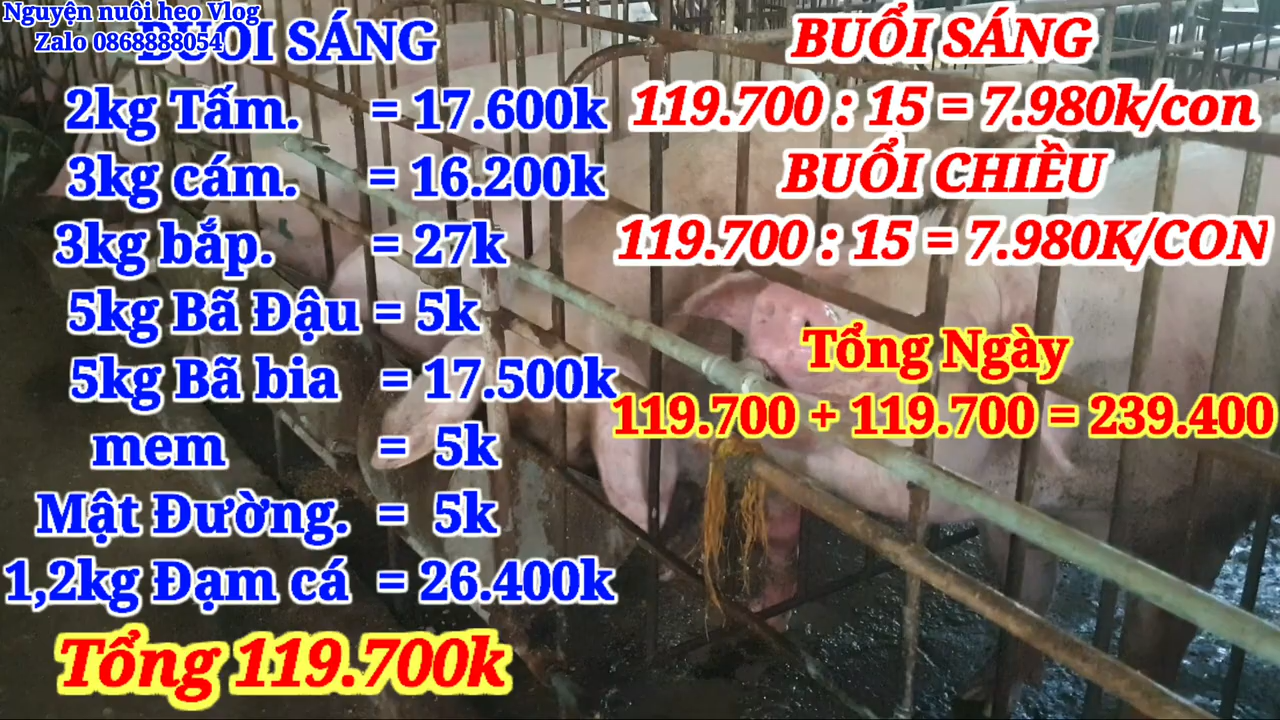 Nguyện nuôi heo Vlog
Zalo 0868888054
BUỔI SÁNG
2kg Tấm. = 17.600k
3kg cám. = 16.200k
3kg bắp. = 27k
5kg Bã Đậu = 5k
5kg Bã bia = 17.500k
mem = 5k
Mật Đường. = 5k
1,2kg Đạm cá = 26.400k
Tổng 119.700k
BUỔI SÁNG
119.700 : 15 = 7.980k/con
BUỔI CHIỀU
119.700 : 15 = 7.980K/CON
Tổng Ngày
119.700 + 119.700 = 239.400